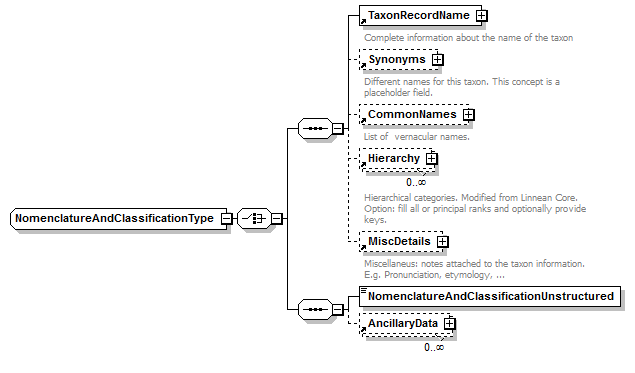 TaxonRecordName
Complete information about the name of the taxon
Synonyms
Different names for this taxon. This concept is a
placeholder field.
CommonNames
List of vernacular names.
Hierarchy
0..∞
Hierarchical categories. Modified from Linnean Core.
Option: fill all or principal ranks and optionally provide
keys.
NomenclatureAndClassificationType
MiscDetails
Miscellaneus: notes attached to the taxon information.
E.g. Pronunciation, etymology, ...
NomenclatureAndClassificationUnstructured
AncillaryData
0..∞